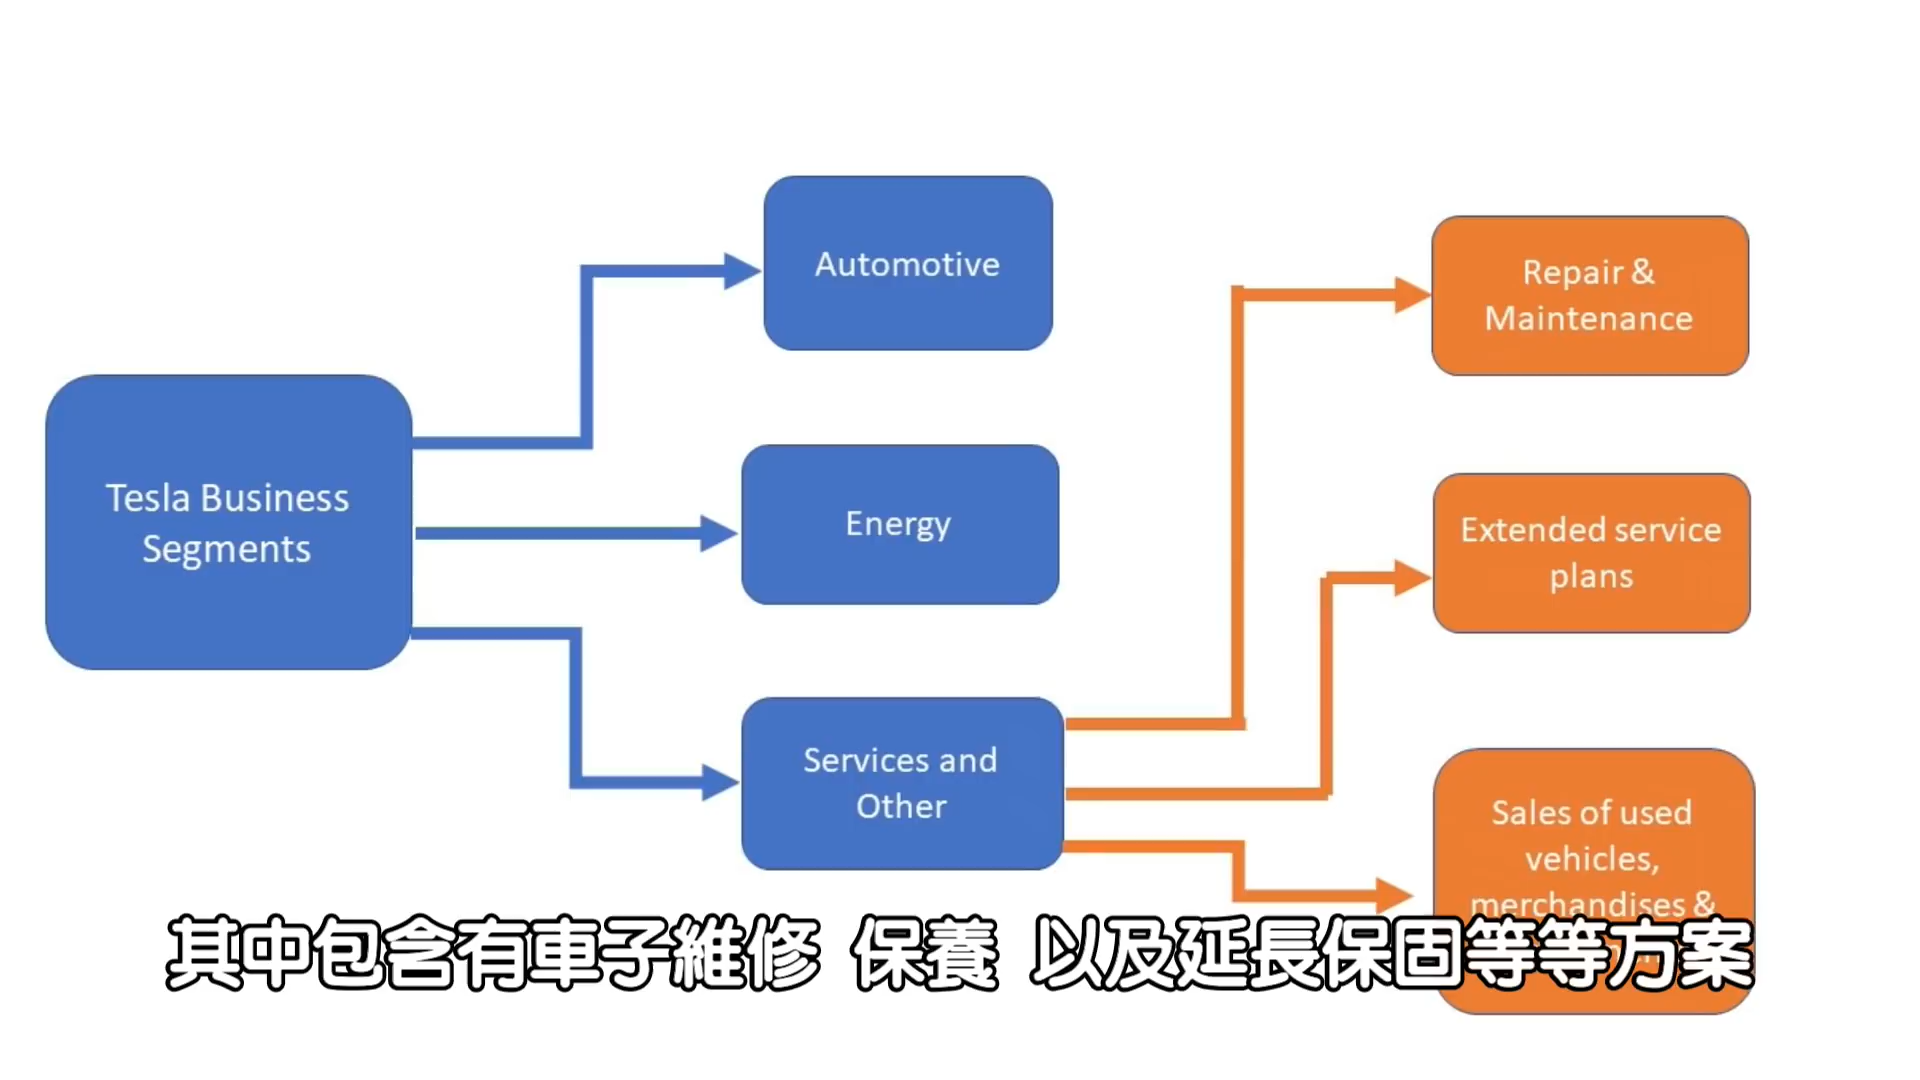 Automotive
Repair &
Maintenance
Tesla Business
Segments
Energy
Extended service
plans
Services and
Other
Sales of used
vehicles,
merchandises &
其中包含有車子維修 保養 以及延長保固等等方案